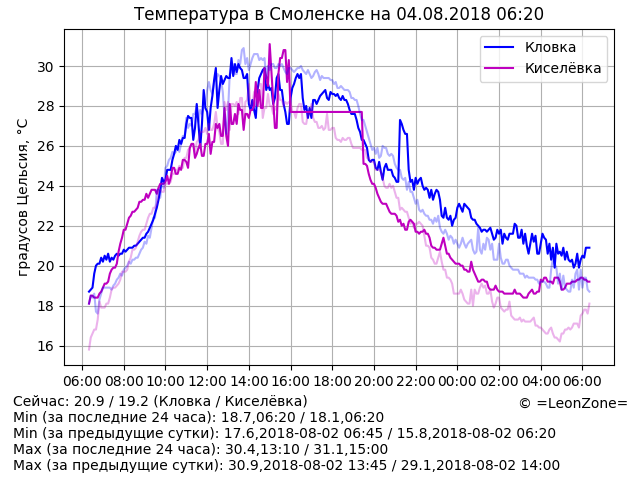 Температура в Смоленске на 04.08.2018 06:20
градусов Цельсия, °C
30
28
26
24
22
20
18
16
Кловка
Киселёвка
06:00 08:00 10:00 12:00 14:00 16:00 18:00 20:00 22:00 00:00 02:00 04:00 06:00
Сейчас: 20.9 / 19.2 (Кловка / Киселёвка)
© =LeonZone=
Min (за последние 24 часа): 18.7,06:20 / 18.1,06:20
Min (за предыдущие сутки): 17.6,2018-08-02 06:45 / 15.8,2018-08-02 06:20
Max (за последние 24 часа): 30.4,13:10 / 31.1,15:00
Max (за предыдущие сутки): 30.9,2018-08-02 13:45 / 29.1,2018-08-02 14:00